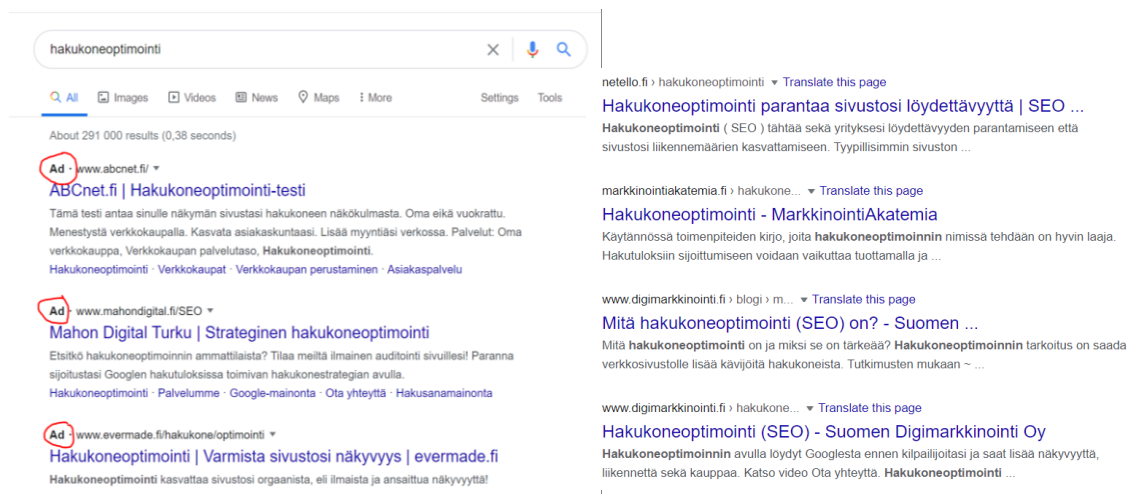 hakukoneoptimointi
All Images Videos News Maps More Settings Tools
About 291 000 results (0,38 seconds)
Ad · www.abcnet.fi/
ABCnet.fi | Hakukoneoptimointi-testi
Tämä testi antaa sinulle näkymän sivustasi hakukoneen näkökulmasta. Oma eikä vuokrattu.
Menestystä verkkokaupalla. Kasvata asiakaskuntaasi. Lisää myyntiäsi verkossa. Palvelut: Oma
verkkokauppa, Verkkokaupan palvelutaso, Hakukoneoptimointi.
Hakukoneoptimointi · Verkkokaupat · Verkkokaupan perustaminen · Asiakaspalvelu
Ad · www.mahondigital.fi/SEO
Mahon Digital Turku | Strateginen hakukoneoptimointi
Etsitkö hakukoneoptimoinnin ammattilaista? Tilaa meiltä ilmainen auditointi sivuillesi! Paranna
sijoitustasi Googlen hakutuloksissa toimivan hakukonestrategian avulla.
Hakukoneoptimointi · Palvelumme · Google-mainonta · Ota yhteyttä · Hakusanamainonta
Ad · www.evermade.fi/hakukone/optimointi
Hakukoneoptimointi | Varmista sivustosi näkyvyys | evermade.fi
Hakukoneoptimointi kasvattaa sivustosi orgaanista, eli ilmaista ja ansaittua näkyvyyttä!
netello.fi › hakukoneoptimointi Translate this page
Hakukoneoptimointi parantaa sivustosi löydettävyyttä | SEO ...
Hakukoneoptimointi ( SEO ) tähtää sekä yrityksesi löydettävyyden parantamiseen että
sivustosi liikennemäärien kasvattamiseen. Tyypillisimmin sivuston ...
markkinointiakatemia.fi › hakukone... Translate this page
Hakukoneoptimointi - MarkkinointiAkatemia
Käytännössä toimenpiteiden kirjo, joita hakukoneoptimoinnin nimissä tehdään on hyvin laaja.
Hakutuloksiin sijoittumiseen voidaan vaikuttaa tuottamalla ja ...
www.digimarkkinointi.fi › blogi › m... Translate this page
Mitä hakukoneoptimointi (SEO) on? - Suomen ...
Mitä hakukoneoptimointi on ja miksi se on tärkeää? Hakukoneoptimoinnin tarkoitus on saada
verkkosivustolle lisää kävijöitä hakukoneista. Tutkimusten mukaan ~ ...
www.digimarkkinointi.fi › hakukone... Translate this page
Hakukoneoptimointi (SEO) - Suomen Digimarkkinointi Oy
Hakukoneoptimoinnin avulla löydyt Googlesta ennen kilpailijoitasi ja saat lisää näkyvyyttä,
liikennettä sekä kauppaa. Katso video Ota yhteyttä. Hakukoneoptimointi ...